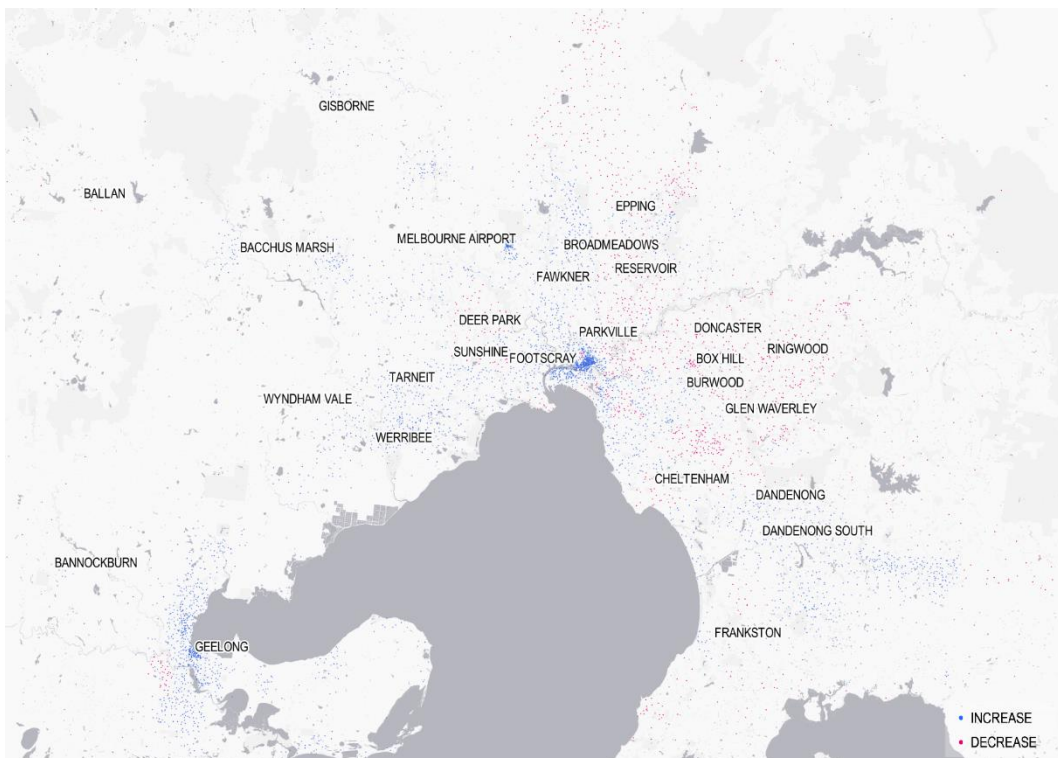 GISBORNE
BALLAN
EPPING
MELBOURNE AIRPORT
BACCHUS MARSH
BROADMEADOWS
RESERVOIR
FAWKNER
DEER PARK
PARKVILLE
DONCASTER
RINGWOOD
SUNSHINE
FOOTSCRAY
BOX HILL
TARNEIT
BURWOOD
WYNDHAM VALE
GLEN WAVERLEY
WERRIBEE
CHELTENHAM
DANDENONG
DANDENONG SOUTH
BANNOCKBURN
FRANKSTON
GEELONG
INCREASE
DECREASE